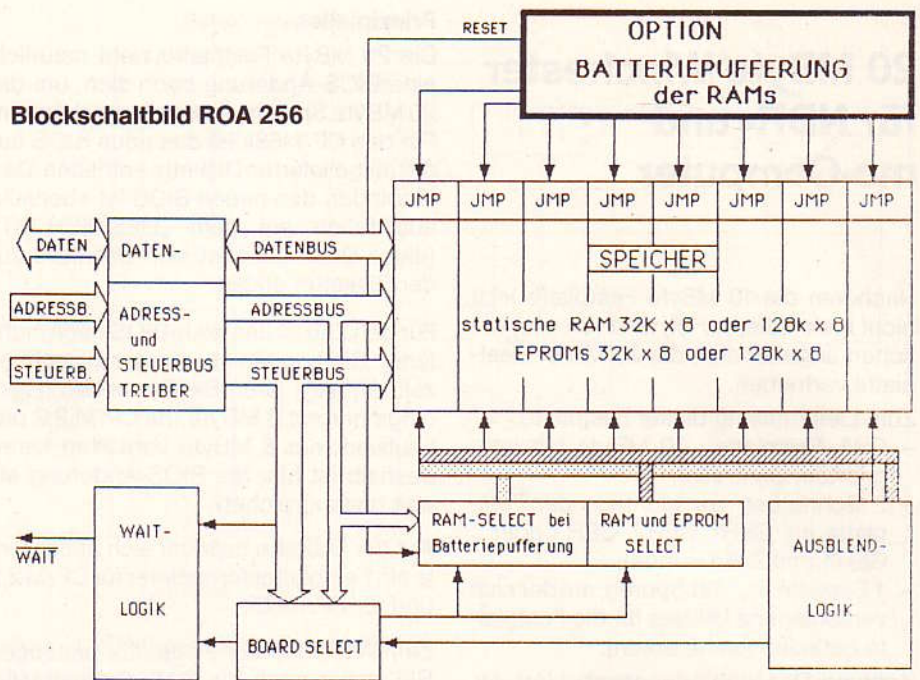 RESET
OPTION
BATTERIEPUFFERUNG
der RAMs
Blockschaltbild ROA 256
JMP JMP JMP JMP JMP JMP JMP JMP
DATEN
DATEN-
DATENBUS
SPEICHER
ADRESSB.
ADRESS-
ADRESSBUS
und
statische RAM 32K x 8 oder 128k x 8
EPROMs 32k x 8 oder 128k x 8
STEUERB.
STEUERBUS
STEUERBUS
TREIBER
WAIT
WAIT-
LOGIK
RAM-SELECT bei
Batteriepufferung
RAM und EPROM
SELECT
AUSBLEND-
LOGIK
BOARD SELECT